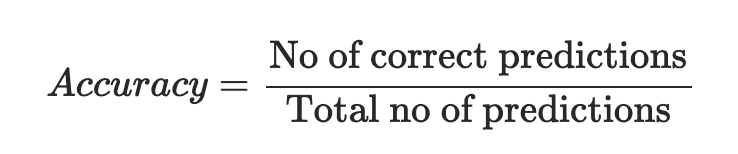 Accuracy = No of correct predictions
Total no of predictions